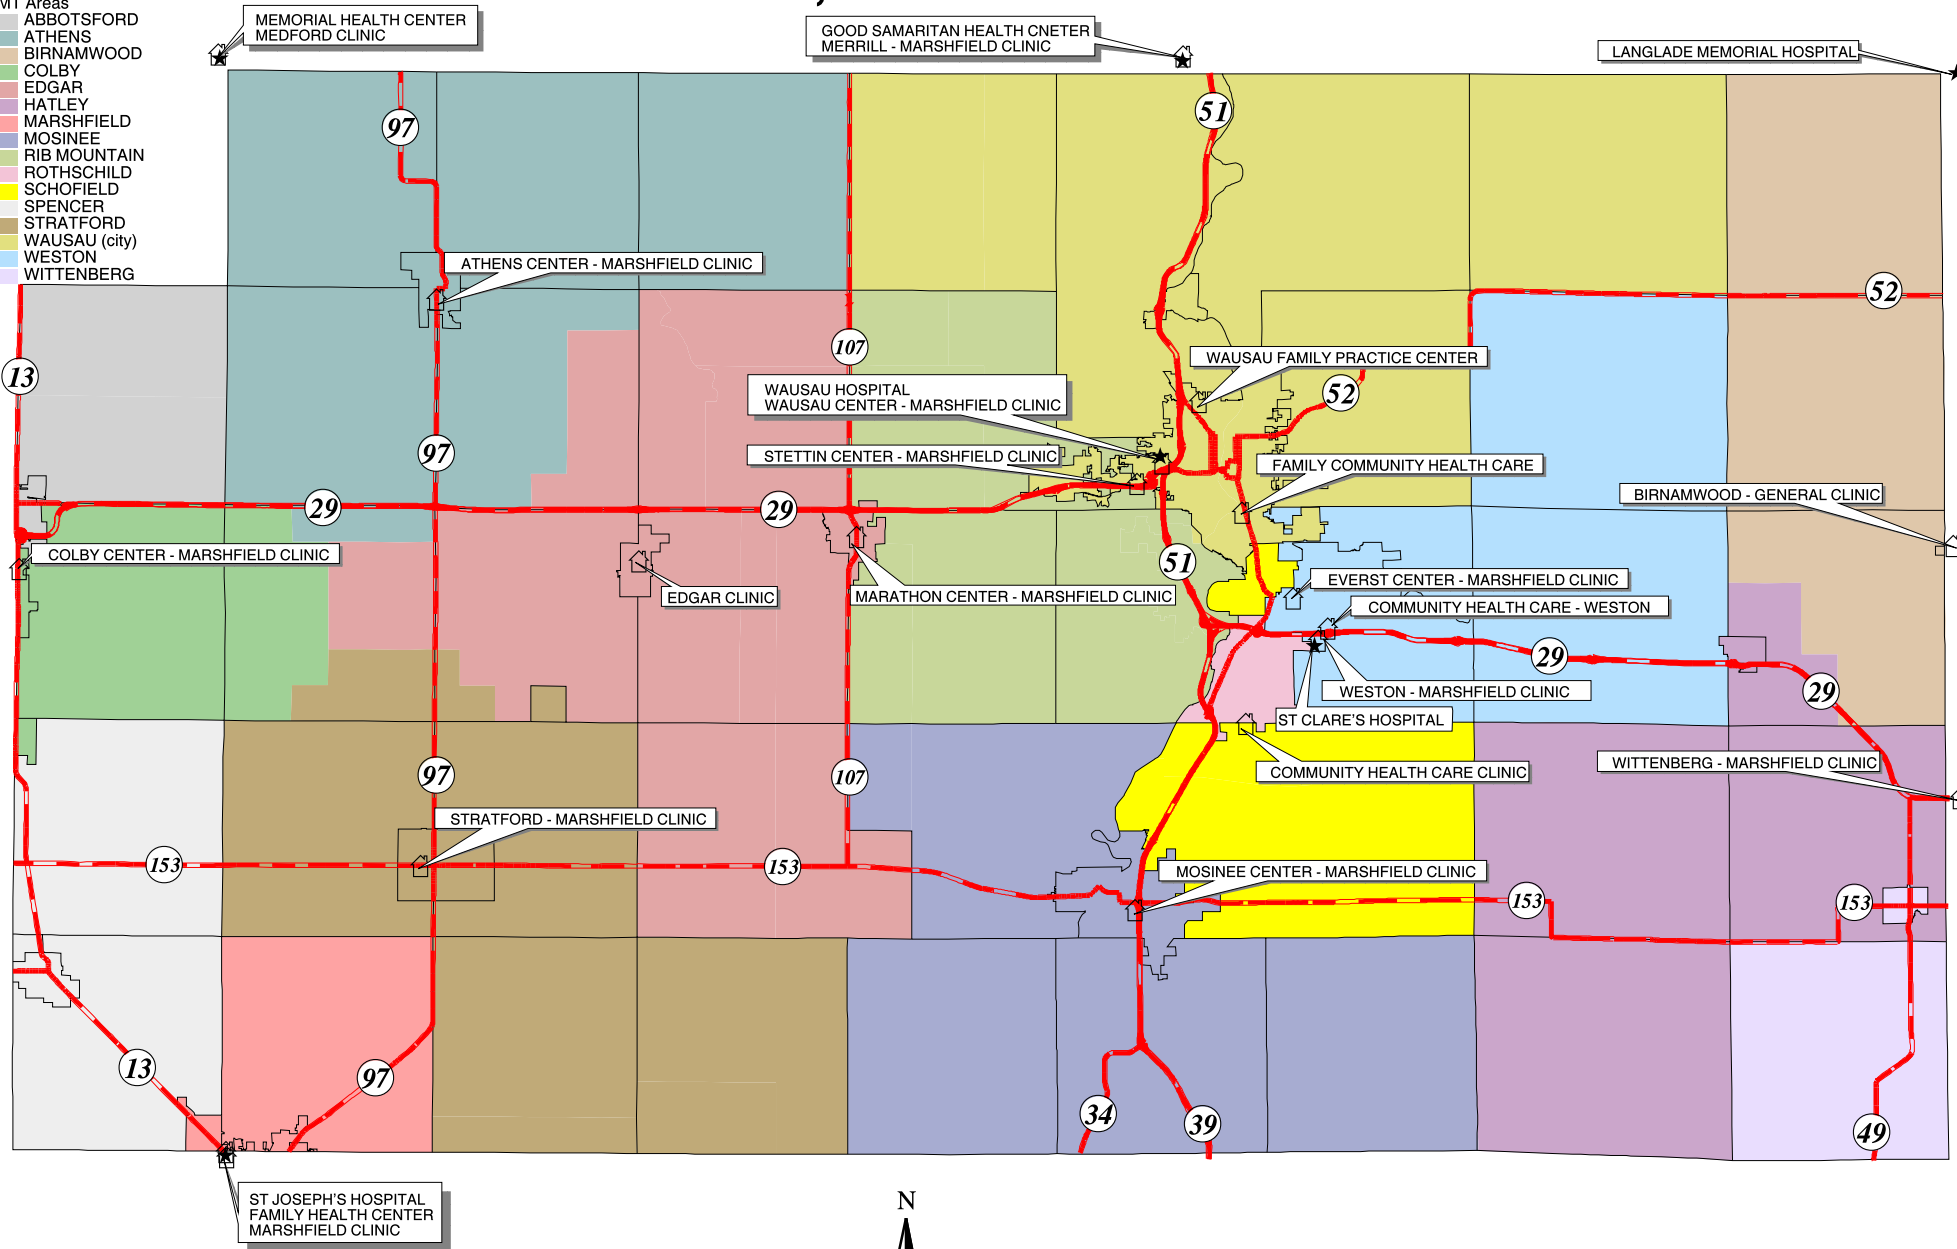 MT Areas
ABBOTSFORD
ATHENS
BIRNAMWOOD
COLBY
EDGAR
HATLEY
MARSHFIELD
MOSINEE
RIB MOUNTAIN
ROTHSCHILD
SCHOFIELD
SPENCER
STRATFORD
WAUSAU (city)
WESTON
WITTENBERG
MEMORIAL HEALTH CENTER
MEDFORD CLINIC
GOOD SAMARITAN HEALTH CNETER
MERRILL - MARSHFIELD CLINIC
LANGLADE MEMORIAL HOSPITAL
97
51
ATHENS CENTER - MARSHFIELD CLINIC
52
13
107
WAUSAU FAMILY PRACTICE CENTER
WAUSAU HOSPITAL
WAUSAU CENTER - MARSHFIELD CLINIC
52
97
STETTIN CENTER - MARSHFIELD CLINIC
FAMILY COMMUNITY HEALTH CARE
BIRNAMWOOD - GENERAL CLINIC
29
29
COLBY CENTER - MARSHFIELD CLINIC
51
EVERST CENTER - MARSHFIELD CLINIC
EDGAR CLINIC
MARATHON CENTER - MARSHFIELD CLINIC
COMMUNITY HEALTH CARE - WESTON
29
29
WESTON - MARSHFIELD CLINIC
ST CLARE'S HOSPITAL
97
107
COMMUNITY HEALTH CARE CLINIC
WITTENBERG - MARSHFIELD CLINIC
STRATFORD - MARSHFIELD CLINIC
153
153
MOSINEE CENTER - MARSHFIELD CLINIC
153
153
13
97
34
39
49
ST JOSEPH'S HOSPITAL
FAMILY HEALTH CENTER
MARSHFIELD CLINIC
N